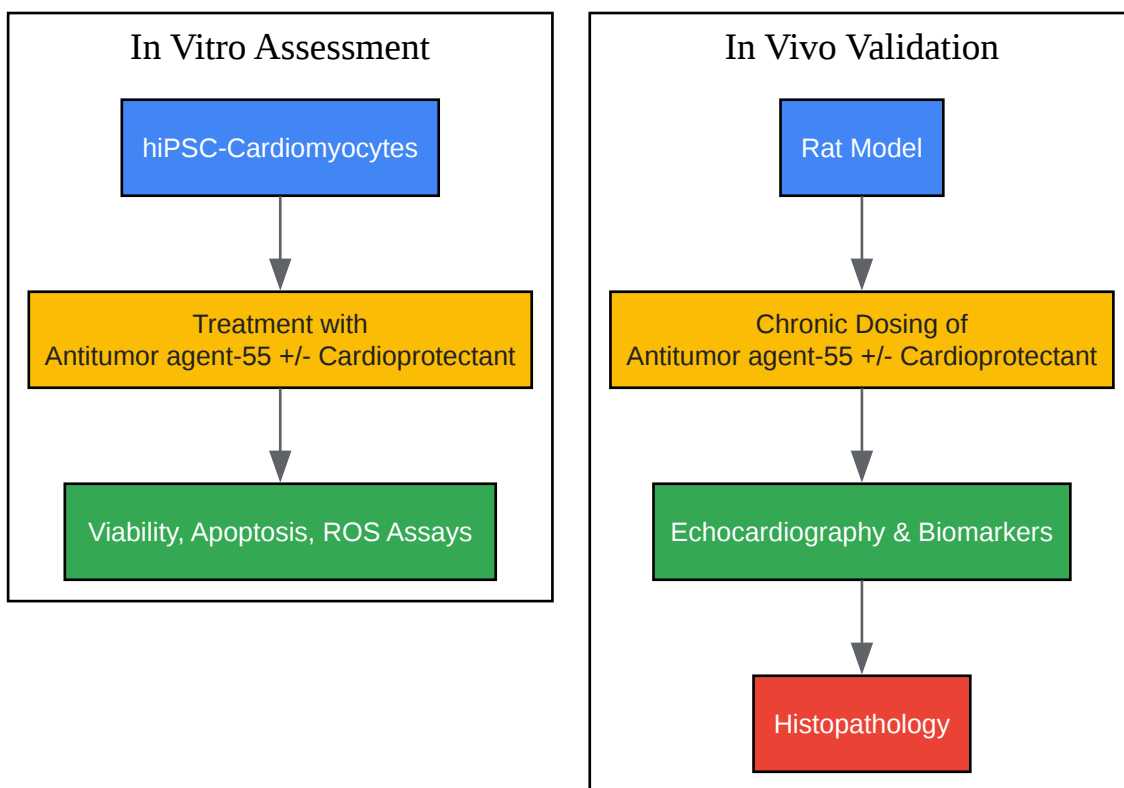 In Vitro Assessment
hiPSC-Cardiomyocytes
Treatment with
Antitumor agent-55 +/- Cardioprotectant
Viability, Apoptosis, ROS Assays
In Vivo Validation
Rat Model
Chronic Dosing of
Antitumor agent-55 +/- Cardioprotectant
Echocardiography & Biomarkers
Histopathology